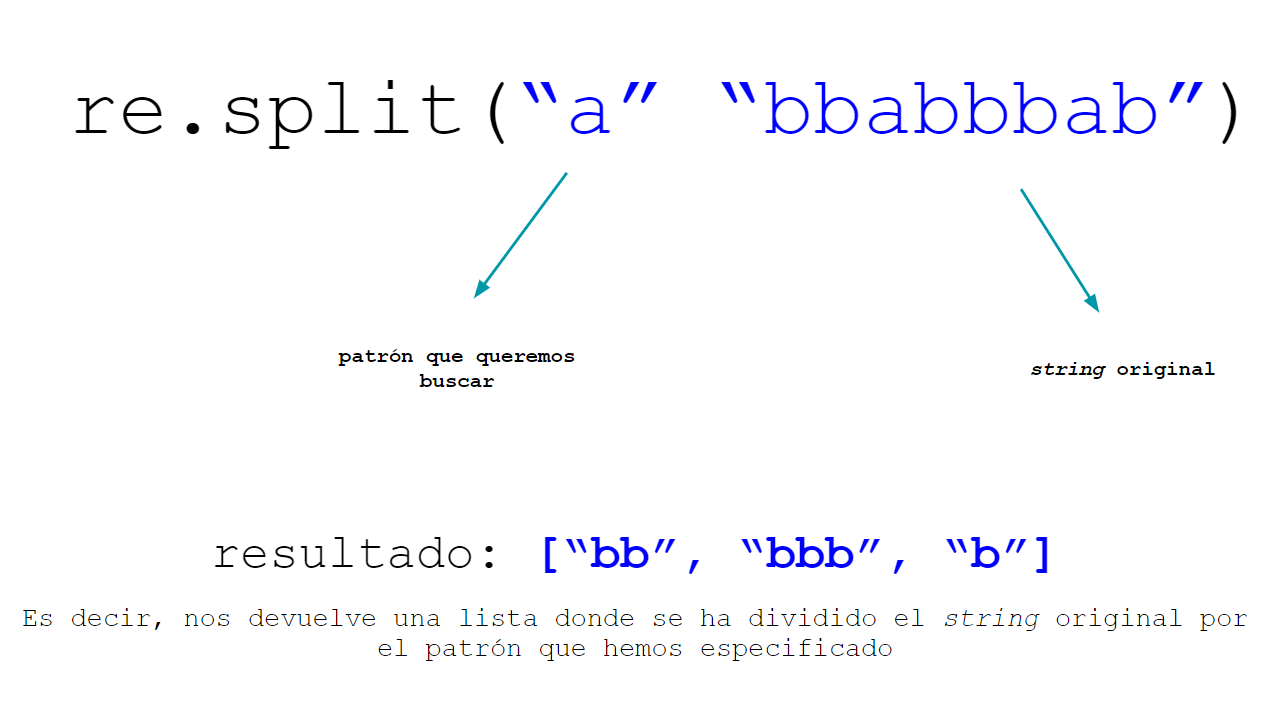 re.split(“a” “bbabbbab”)
patrón que queremos
buscar
string original
resultado: [“bb”, “bbb”, “b”]
Es decir, nos devuelve una lista donde se ha dividido el string original por
el patrón que hemos especificado